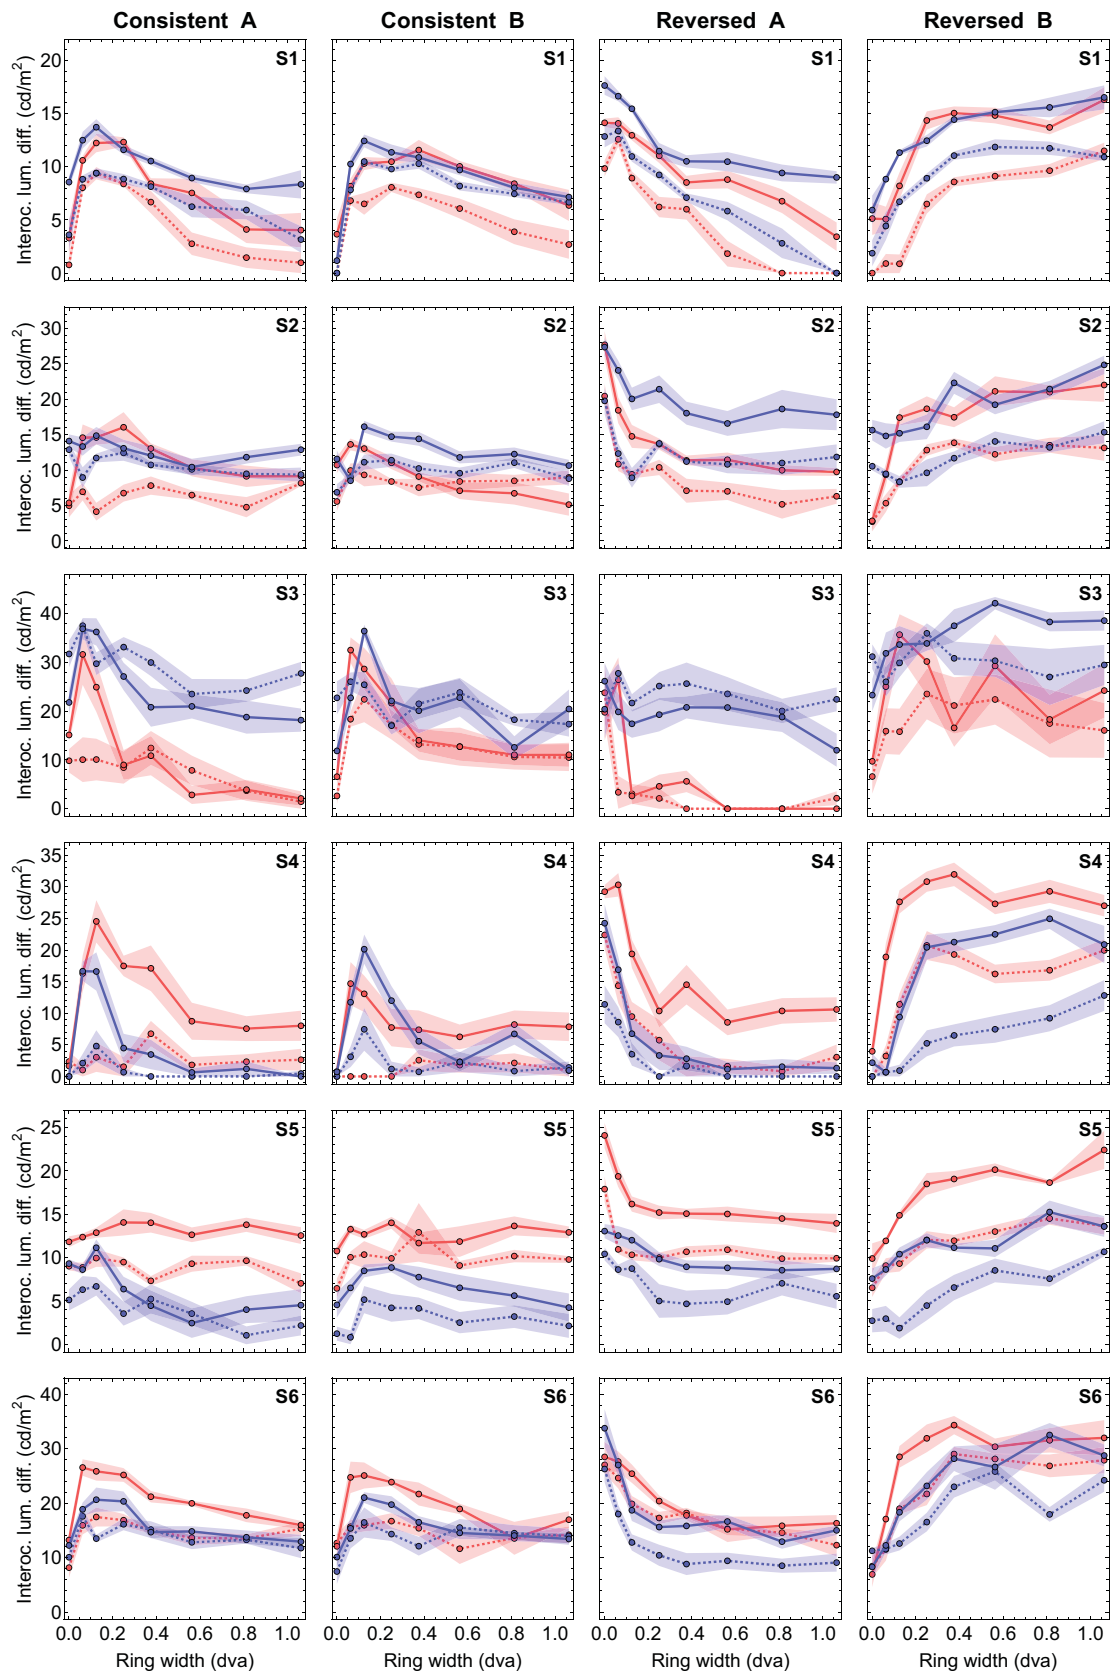 Consistent A Consistent B Reversed A Reversed B
S1 S1 S1 S1
20
15
10
5
0
Interoc. lum. diff. (cd/m²)
S2 S2 S2 S2
30
25
20
15
10
5
0
Interoc. lum. diff. (cd/m²)
S3 S3 S3 S3
40
30
20
10
0
Interoc. lum. diff. (cd/m²)
S4 S4 S4 S4
35
30
25
20
15
10
5
0
Interoc. lum. diff. (cd/m²)
S5 S5 S5 S5
25
20
15
10
5
0
Interoc. lum. diff. (cd/m²)
S6 S6 S6 S6
40
30
20
10
0
Interoc. lum. diff. (cd/m²)
0.0 0.2 0.4 0.6 0.8 1.0 0.0 0.2 0.4 0.6 0.8 1.0 0.0 0.2 0.4 0.6 0.8 1.0 0.0 0.2 0.4 0.6 0.8 1.0
Ring width (dva) Ring width (dva) Ring width (dva) Ring width (dva)